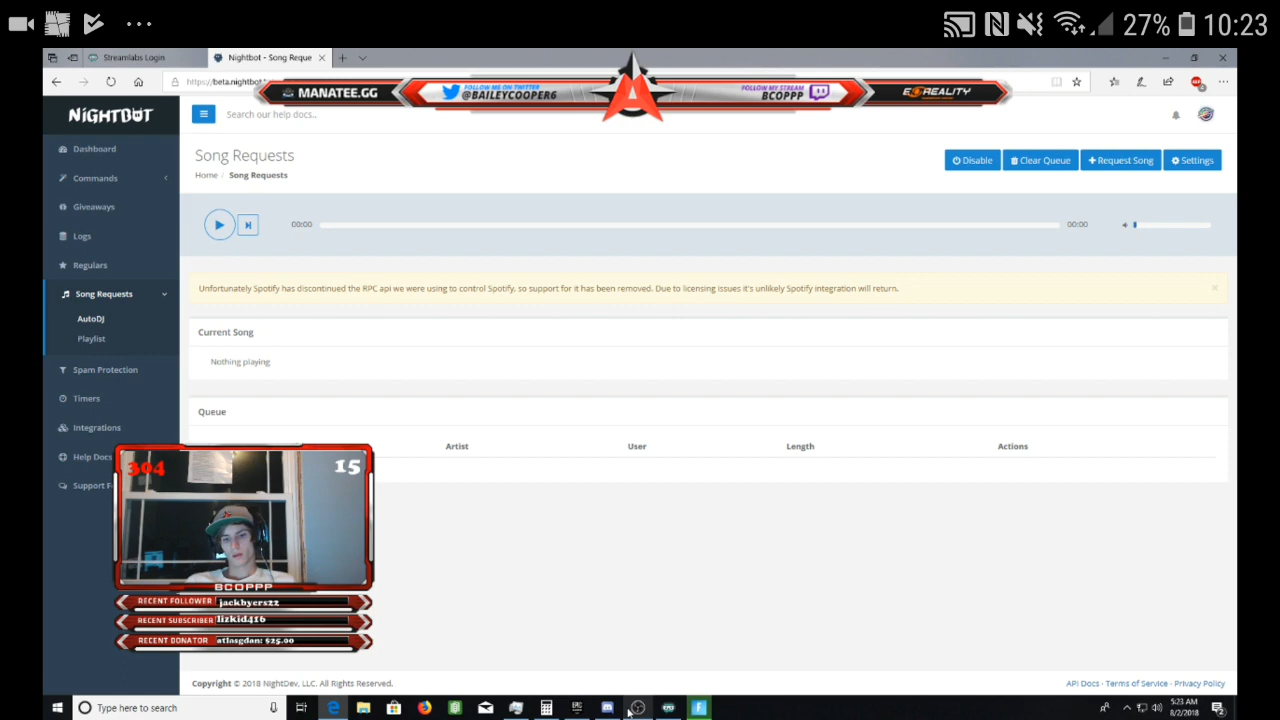 27% 10:23
Streamlabs Login
Nightbot - Song Reque
https://beta.nightbot.
MANATEE.GG
FOLLOW ME ON TWITTER
@BAILEYCOOPER6
FOLLOW MY STREAM
BCOPPP
NIGHTBOT
Search our help docs..
Dashboard
Commands
Giveaways
Logs
Regulars
Song Requests
AutoDJ
Playlist
Spam Protection
Timers
Integrations
Help Docs
Support F
Song Requests
Home / Song Requests
Disable
Clear Queue
Request Song
Settings
00:00
00:00
Unfortunately Spotify has discontinued the RPC api we were using to control Spotify, so support for it has been removed. Due to licensing issues it's unlikely Spotify integration will return.
Current Song
Nothing playing
Queue
Artist User Length Actions
304
15
BCOPPP
RECENT FOLLOWER jackbyers22
RECENT SUBSCRIBER lizkid416
RECENT DONATOR atlasgdan: $25.00
Copyright © 2018 NightDev, LLC. All Rights Reserved.
API Docs - Terms of Service - Privacy Policy
Type here to search
5:23 AM
8/2/2018